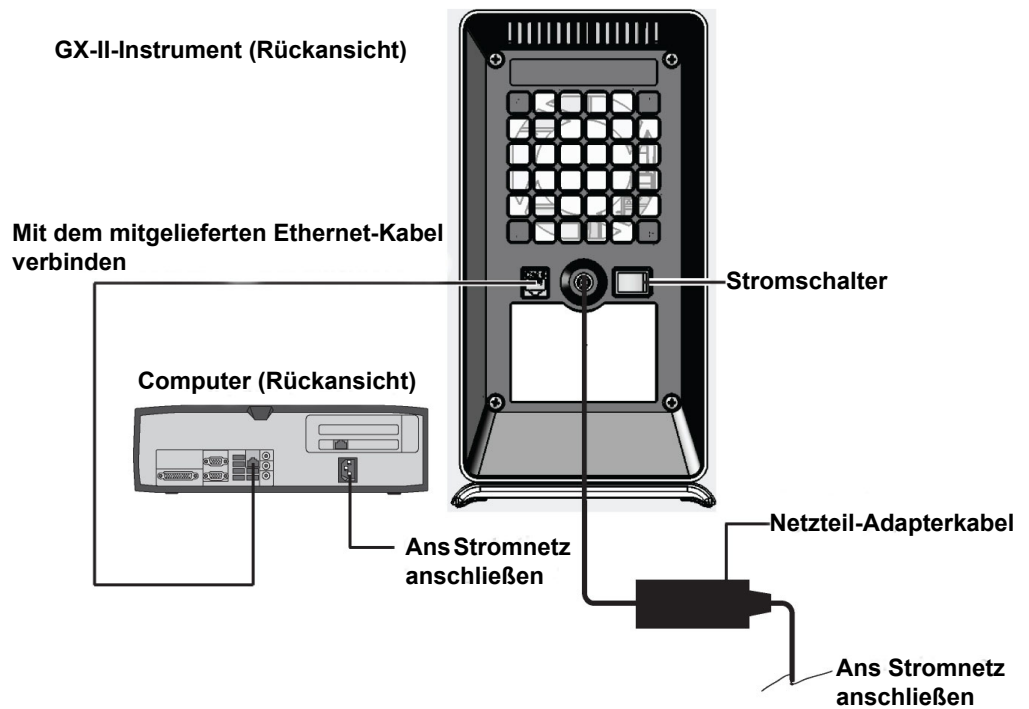 GX-II-Instrument (Rückansicht)
Mit dem mitgelieferten Ethernet-Kabel
verbinden
Stromschalter
Computer (Rückansicht)
Netzteil-Adapterkabel
Ans Stromnetz
anschließen
Ans Stromnetz
anschließen